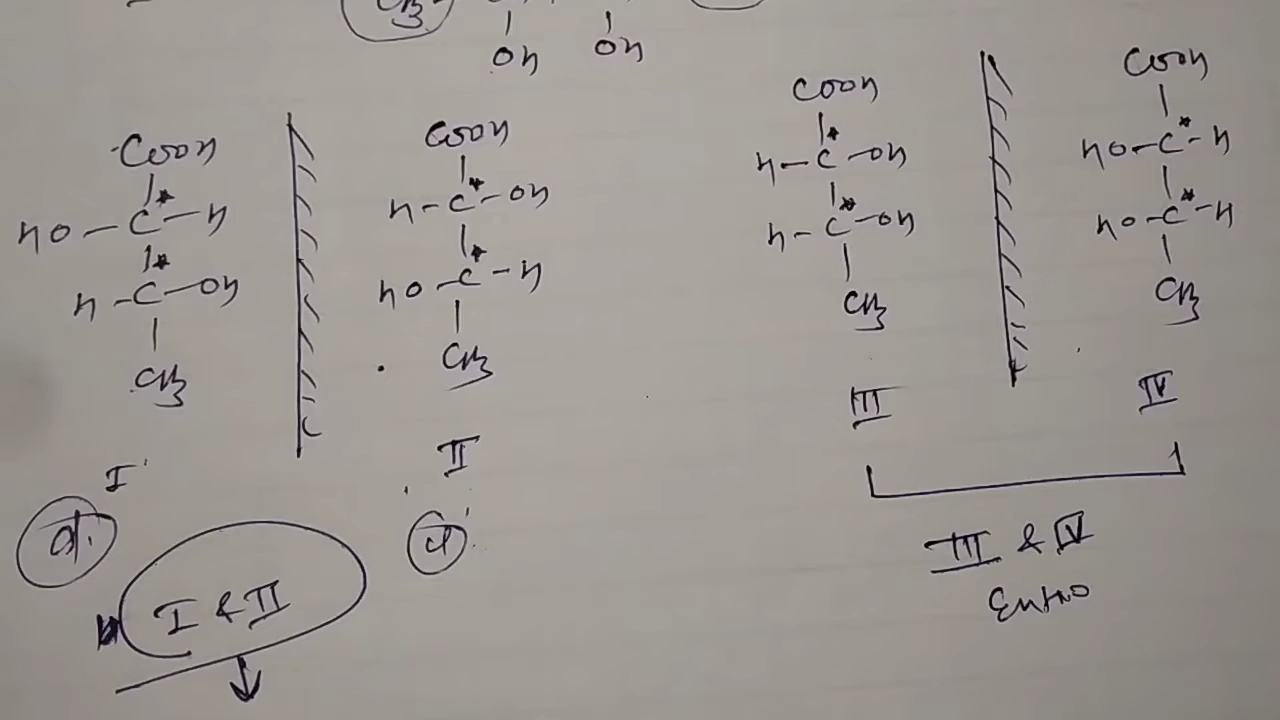 CH3
OH OH
COOH
HO - C* - H
H - C* - OH
CH3
I
d
COOH
H - C* - OH
HO - C* - H
CH3
II
I & II
COOH
H - C* - OH
H - C* - OH
CH3
III
COOH
HO - C* - H
HO - C* - H
CH3
IV
III & IV